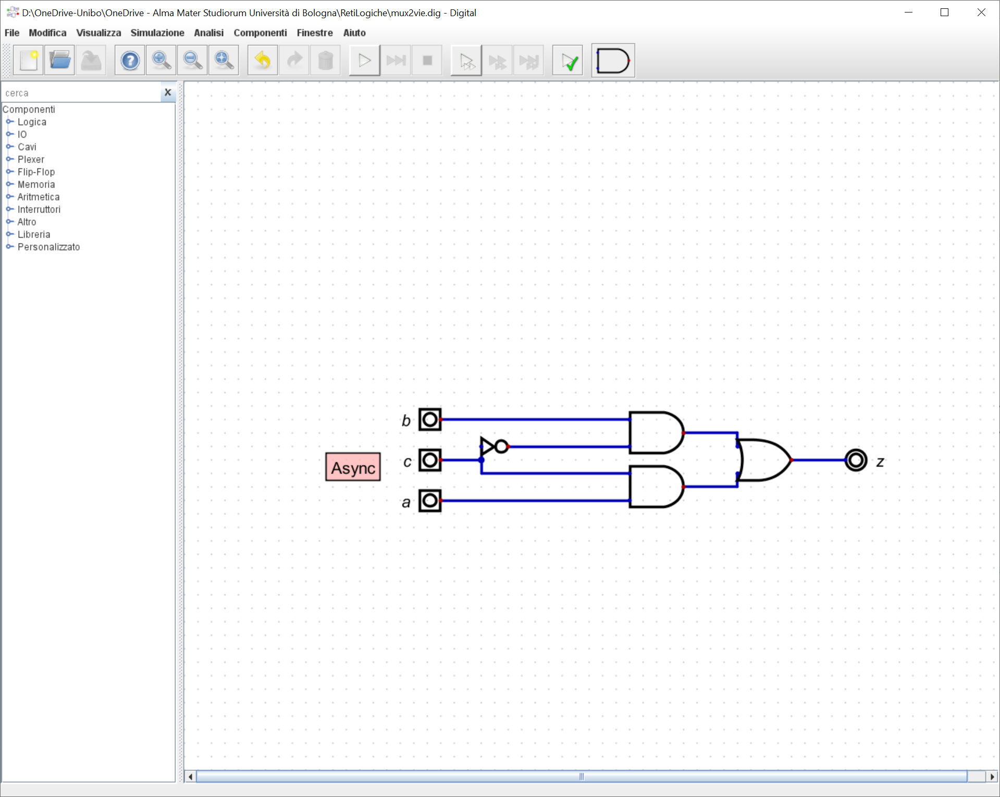 D:\OneDrive-Unibo\OneDrive - Alma Mater Studiorum Università di Bologna\RetiLogiche\mux2vie.dig - Digital
File Modifica Visualizza Simulazione Analisi Componenti Finestre Aiuto
cerca
Componenti
Logica
IO
Cavi
Plexer
Flip-Flop
Memoria
Aritmetica
Interruttori
Altro
Libreria
Personalizzato
b
c
Async
z
a